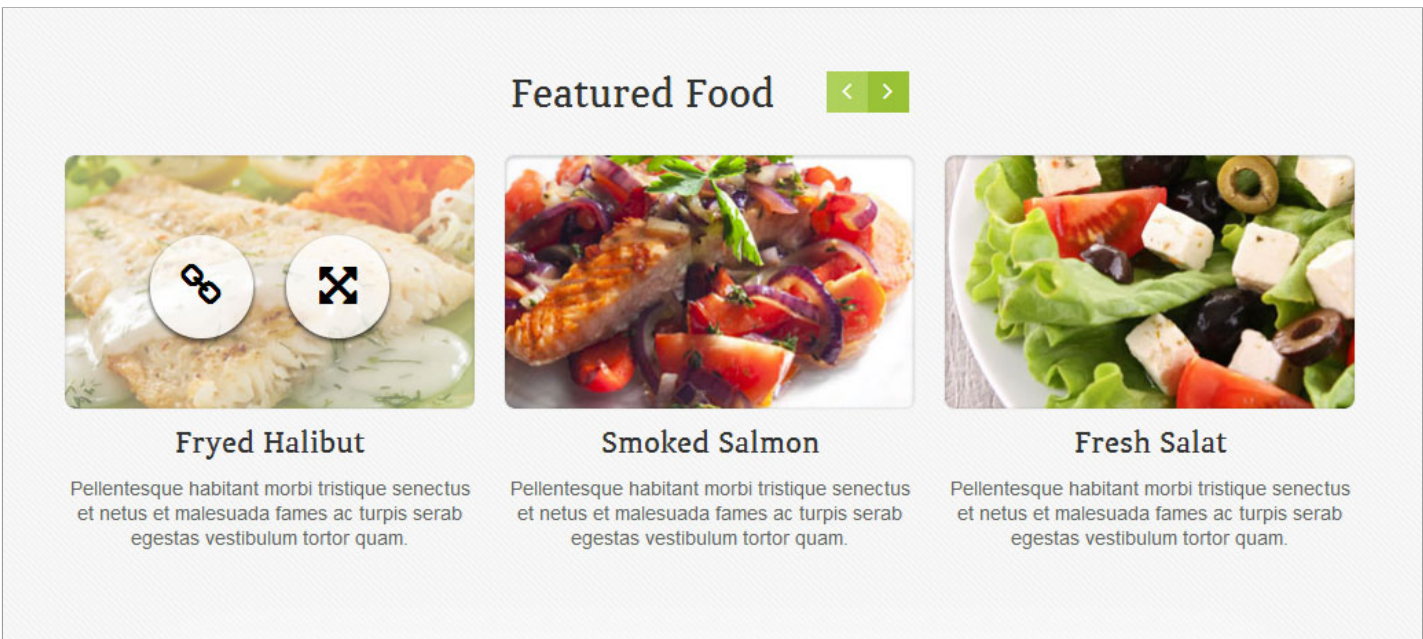 Featured Food
Fryed Halibut
Pellentesque habitant morbi tristique senectus
et netus et malesuada fames ac turpis serab
egestas vestibulum tortor quam.
Smoked Salmon
Pellentesque habitant morbi tristique senectus
et netus et malesuada fames ac turpis serab
egestas vestibulum tortor quam.
Fresh Salat
Pellentesque habitant morbi tristique senectus
et netus et malesuada fames ac turpis serab
egestas vestibulum tortor quam.